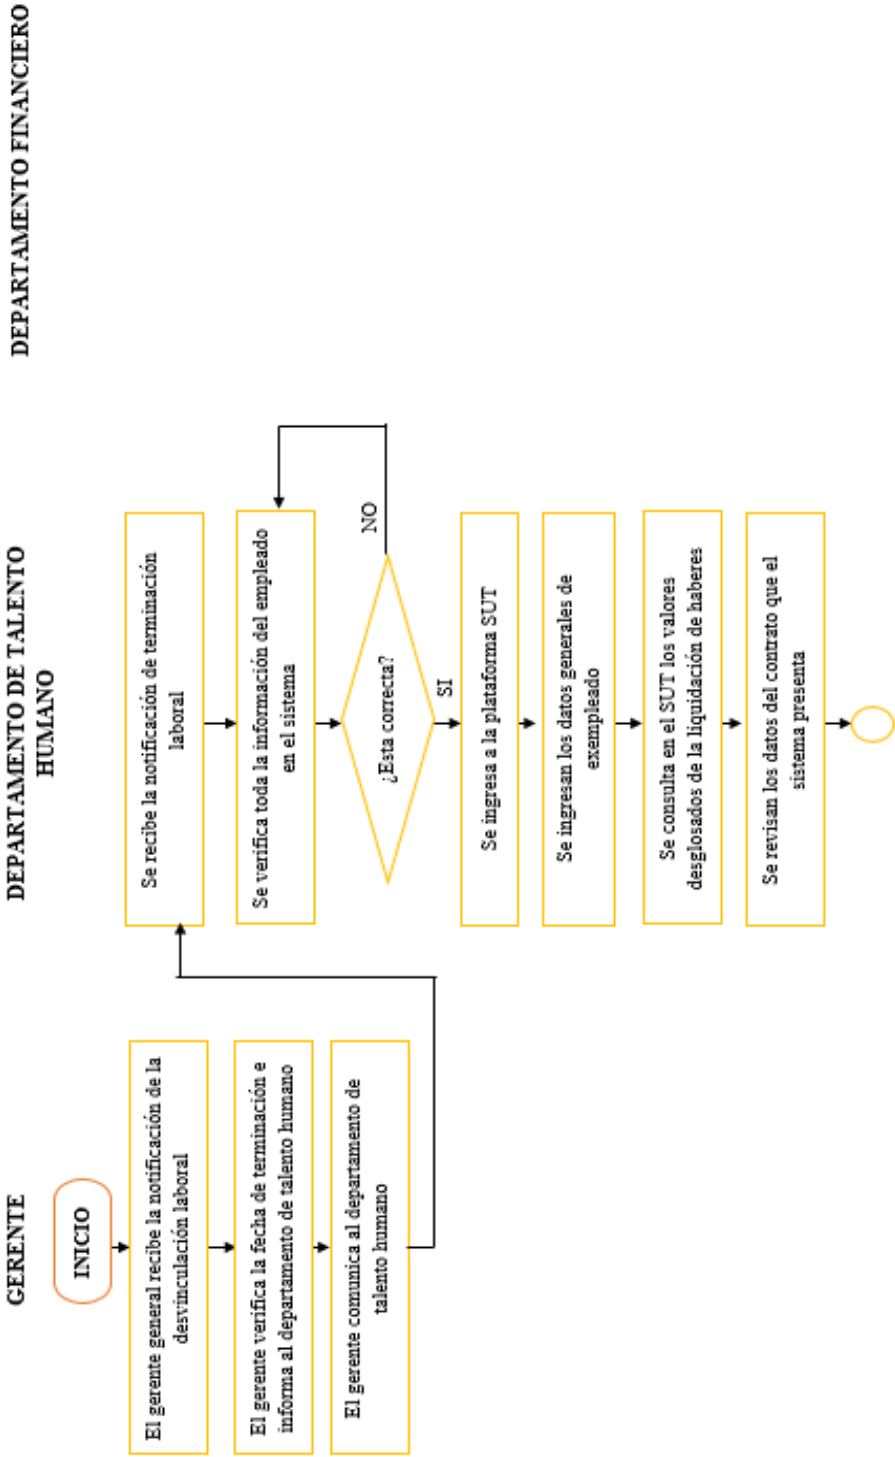 GERENTE
INICIO
El gerente general recibe la notificación de la
desvinculación laboral
El gerente verifica la fecha de terminación e
informa al departamento de talento humano
El gerente comunica al departamento de
talento humano
DEPARTAMENTO DE TALENTO
HUMANO
Se recibe la notificación de terminación
laboral
Se verifica toda la información del empleado
en el sistema
¿Esta correcta?
NO
SI
Se ingresa a la plataforma SUT
Se ingresan los datos generales de
exempleado
Se consulta en el SUT los valores
desglosados de la liquidación de haberes
Se revisan los datos del contrato que el
sistema presenta
DEPARTAMENTO FINANCIERO